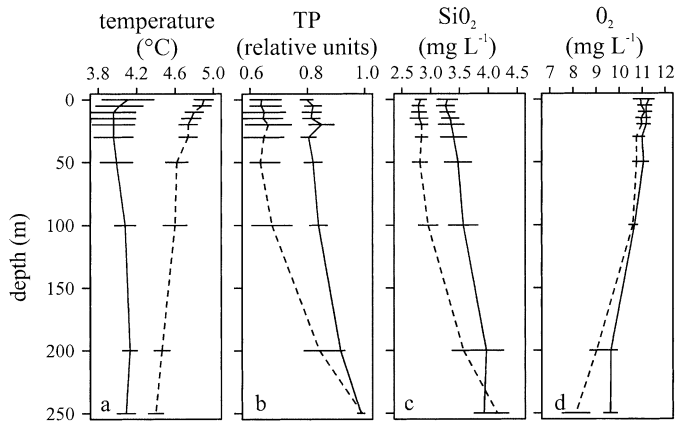 temperature
(°C)
TP
(relative units)
SiO₂
(mg L⁻¹)
0₂
(mg L⁻¹)
3.8 4.2 4.6 5.0
0.6 0.8 1.0
2.5 3.0 3.5 4.0 4.5
7 8 9 10 11 12
depth (m)
0
50
100
150
200
250
a
b
c
d